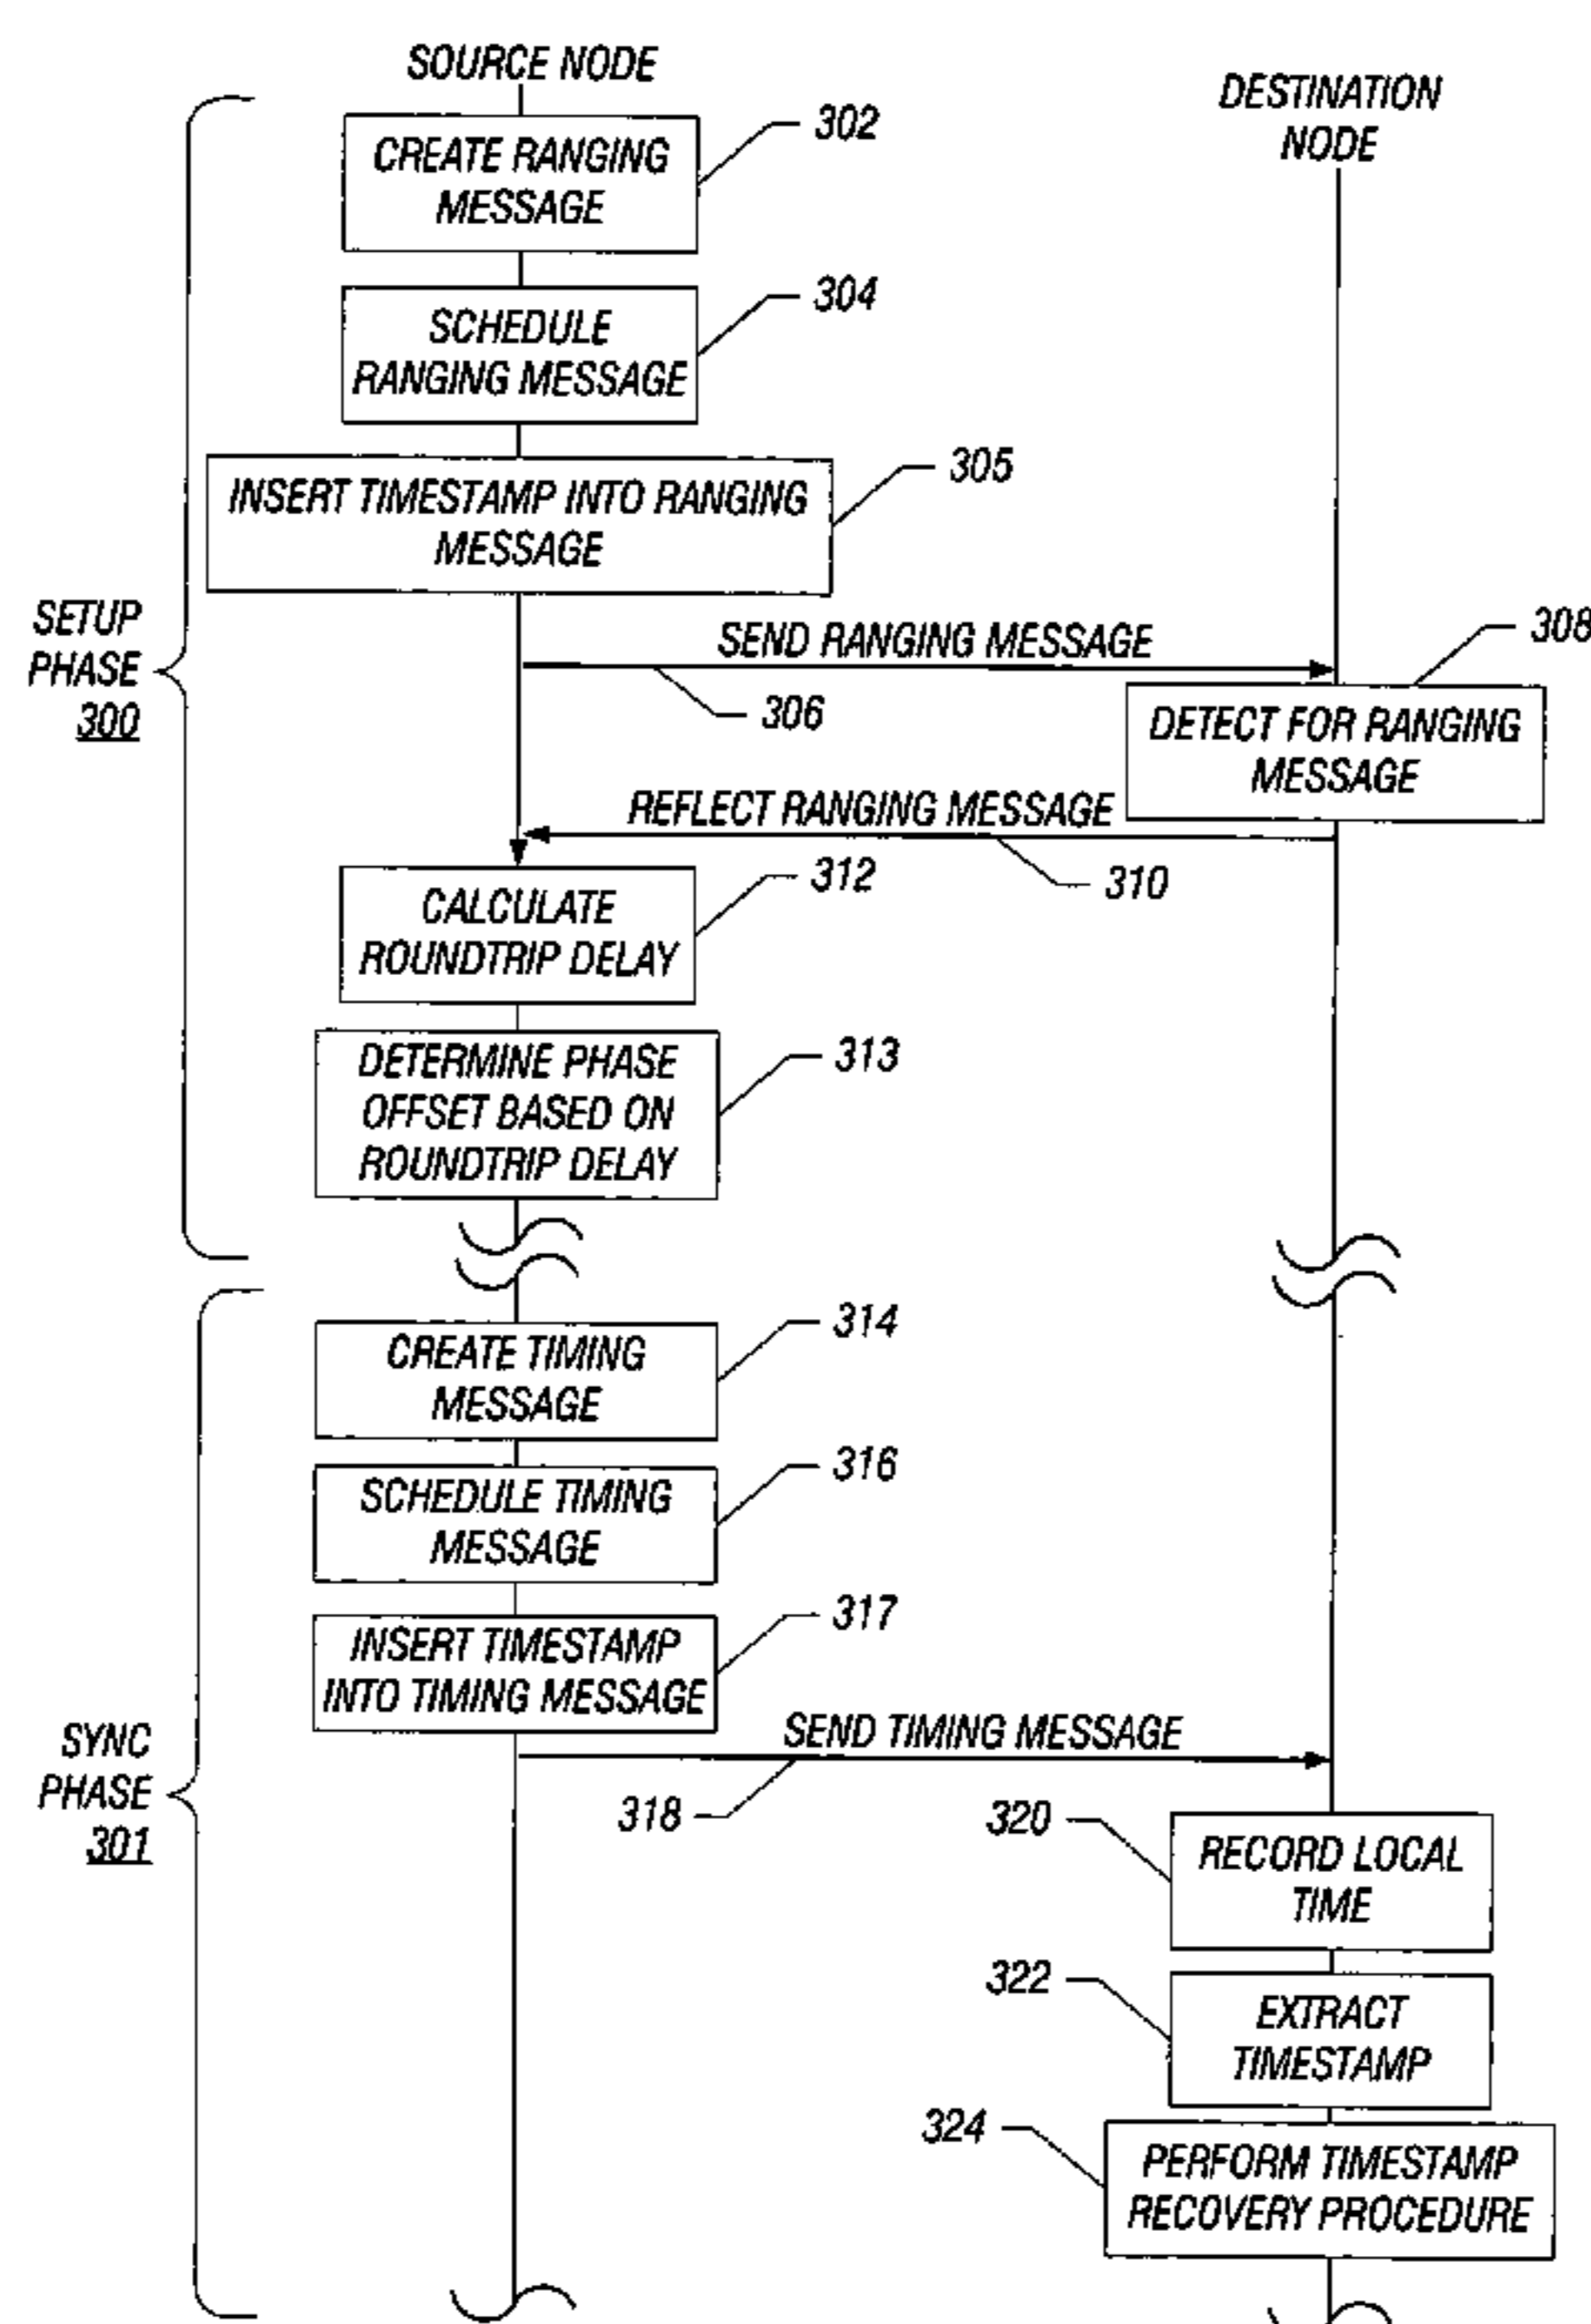 SOURCE NODE
DESTINATION
NODE
CREATE RANGING
MESSAGE
302
SCHEDULE
RANGING MESSAGE
304
INSERT TIMESTAMP INTO RANGING
MESSAGE
305
SETUP
PHASE
300
SEND RANGING MESSAGE
306
308
DETECT FOR RANGING
MESSAGE
REFLECT RANGING MESSAGE
310
CALCULATE
ROUNDTRIP DELAY
312
DETERMINE PHASE
OFFSET BASED ON
ROUNDTRIP DELAY
313
CREATE TIMING
MESSAGE
314
SCHEDULE TIMING
MESSAGE
316
INSERT TIMESTAMP
INTO TIMING MESSAGE
317
SYNC
PHASE
301
SEND TIMING MESSAGE
318
320
RECORD LOCAL
TIME
322
EXTRACT
TIMESTAMP
324
PERFORM TIMESTAMP
RECOVERY PROCEDURE